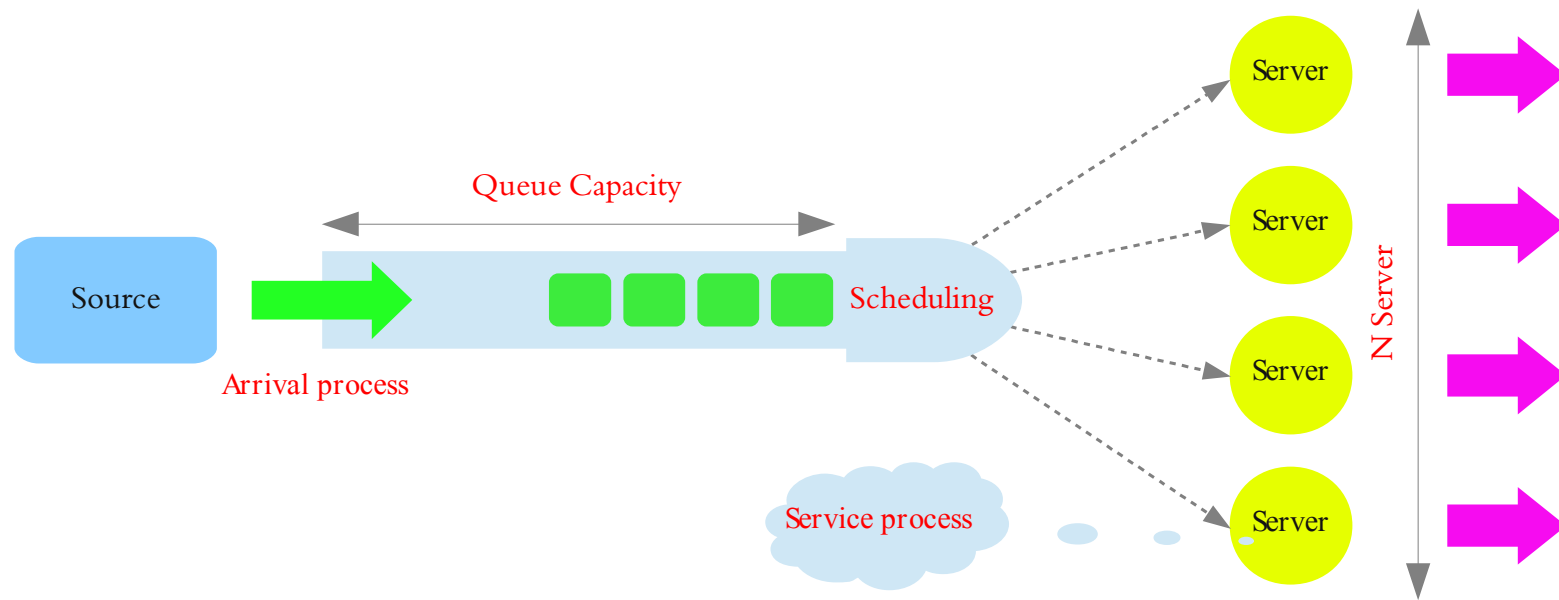 Server
Queue Capacity
Server
Source
Scheduling
N Server
Arrival process
Server
Service process
Server